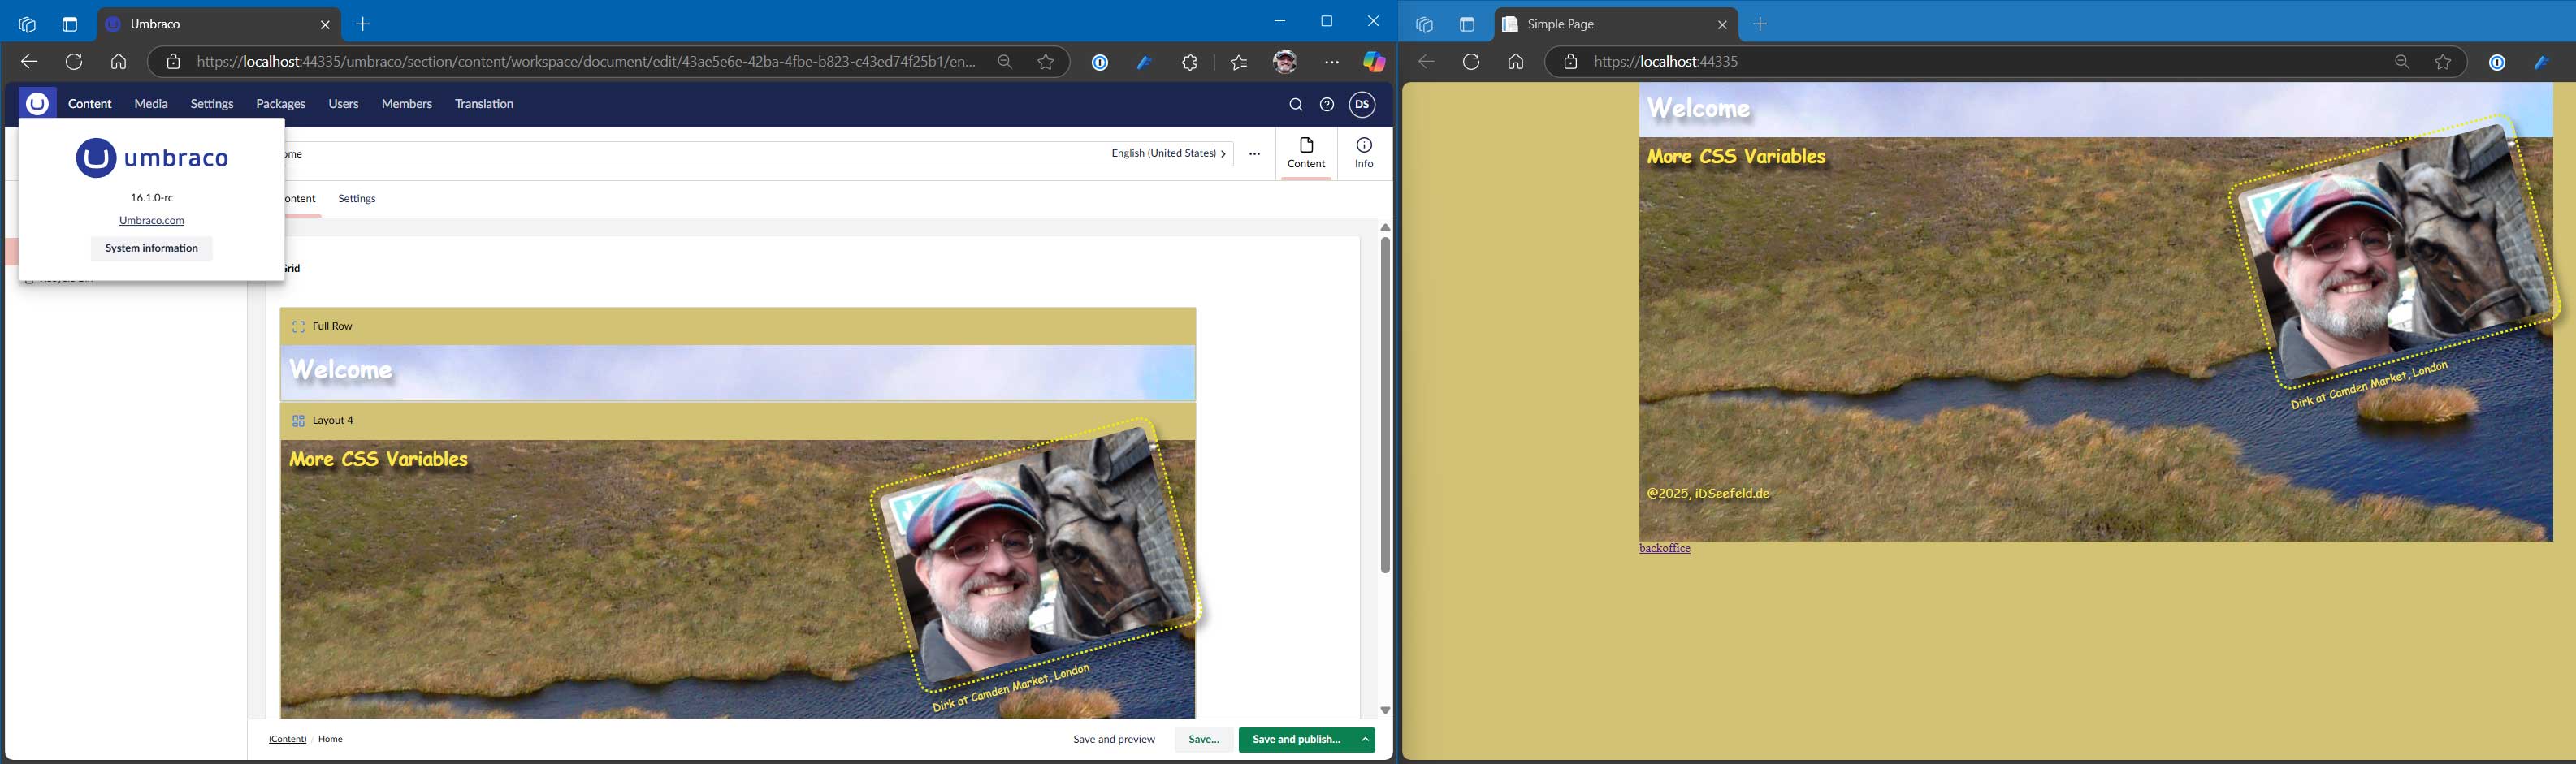 Umbraco
https://localhost:44335/umbraco/section/content/workspace/document/edit/43ae5e6e-42ba-4fbe-b823-c43ed74f25b1/en...
Content Media Settings Packages Users Members Translation
DS
umbraco
16.1.0-rc
Umbraco.com
System information
ome
English (United States)
Content
Info
ontent
Settings
Grid
Full Row
Welcome
Layout 4
More CSS Variables
Dirk at Camden Market, London
(Content) / Home
Save and preview
Save...
Save and publish...
Simple Page
https://localhost:44335
Welcome
More CSS Variables
Dirk at Camden Market, London
@2025, iDSeefeld.de
backoffice